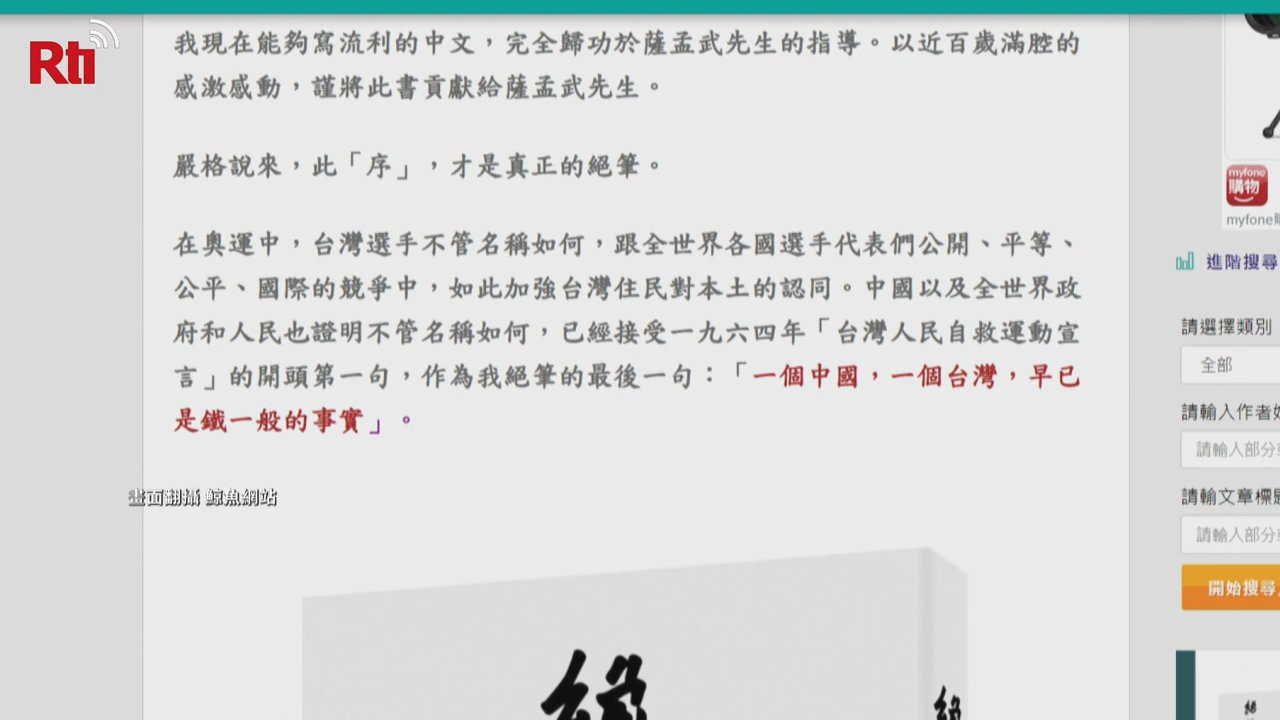 Rti
我現在能夠寫流利的中文，完全歸功於薩孟武先生的指導。以近百歲滿腔的
感激感動，謹將此書貢獻給薩孟武先生。
嚴格說來，此「序」，才是真正的絕筆。
在奧運中，台灣選手不管名稱如何，跟全世界各國選手代表們公開、平等、
公平、國際的競爭中，如此加強台灣住民對本土的認同。中國以及全世界政
府和人民也證明不管名稱如何，已經接受一九六四年「台灣人民自救運動宣
言」的開頭第一句，作為我絕筆的最後一句：「一個中國，一個台灣，早已
是鐵一般的事實」。
畫面翻攝 鯨魚網站
myfone
購物
myfone
進階搜尋
請選擇類別
全部
請輸入作者
請輸入部分
請輸文章標
請輸入部分
開始搜尋